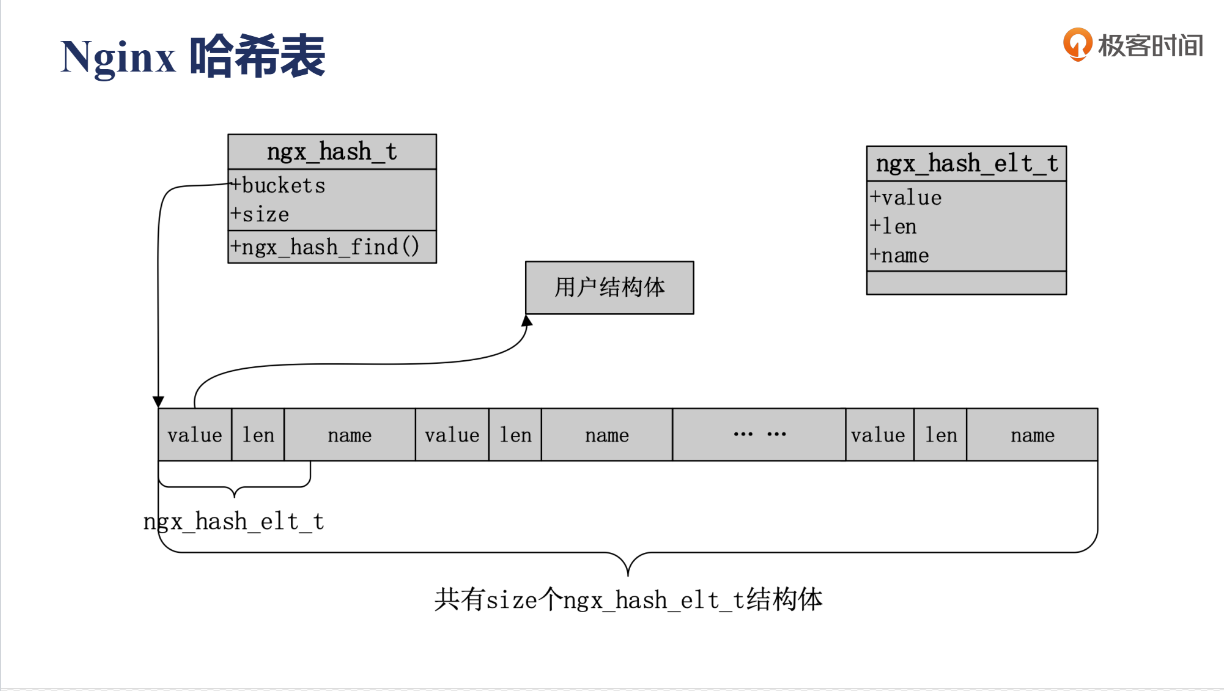 Nginx 哈希表
极客时间
ngx_hash_t
+buckets
+size
+ngx_hash_find()
ngx_hash_elt_t
+value
+len
+name
用户结构体
value len name value len name ··· ··· value len name
ngx_hash_elt_t
共有size个ngx_hash_elt_t结构体